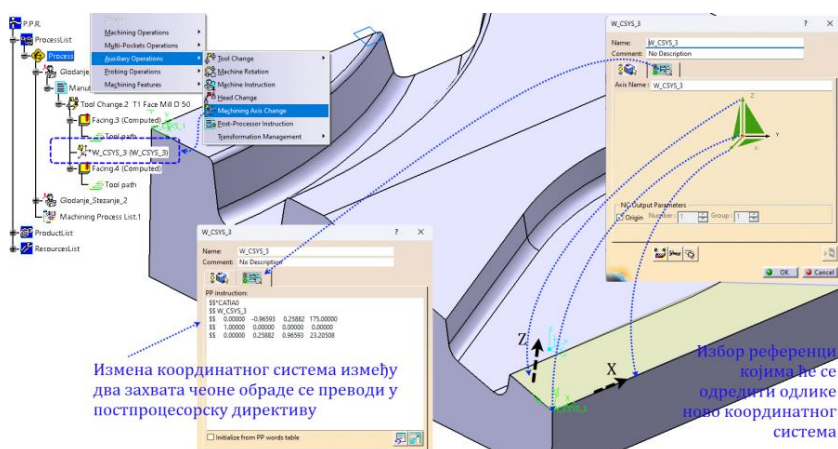 P.P.R.
ProcessList
Process
Glodanje_
Manuf
Tool Change.2 T1 Face Mill D 50
Facing.3 (Computed)
Tool path
W_CSYS_3 (W_CSYS_3)
Facing.4 (Computed)
Tool path
Glodanje_Stezanje_2
Machining Process List.1
ProductList
ResourcesList
Machining Operations
Multi-Pockets Operations
Auxiliary Operations
Probing Operations
Machining Features
Tool Change
Machine Rotation
Machine Instruction
Head Change
Machining Axis Change
Post-Processor Instruction
Transformation Management
W_CSYS_3 ? ×
Name: W_CSYS_3
Comment: No Description
Axis Name : W_CSYS_3
Z
Y
X
NC Output Parameters
Origin Number : 1 Group : 1
OK Cancel
W_CSYS_3 ? ×
Name: W_CSYS_3
Comment: No Description
PP instruction:
$$*CATIA0
$$ W_CSYS_3
$$ 0.00000 -0.96593 0.25882 175.00000
$$ 1.00000 0.00000 0.00000 0.00000
$$ 0.00000 0.25882 0.96593 23.20508
Initialize from PP words table
Z
X
Измена координатног система између
два захвата чеоне обраде се преводи у
постпроцесорску директиву
Избор референци
којима ће се
одредити одлике
ново координатног
система